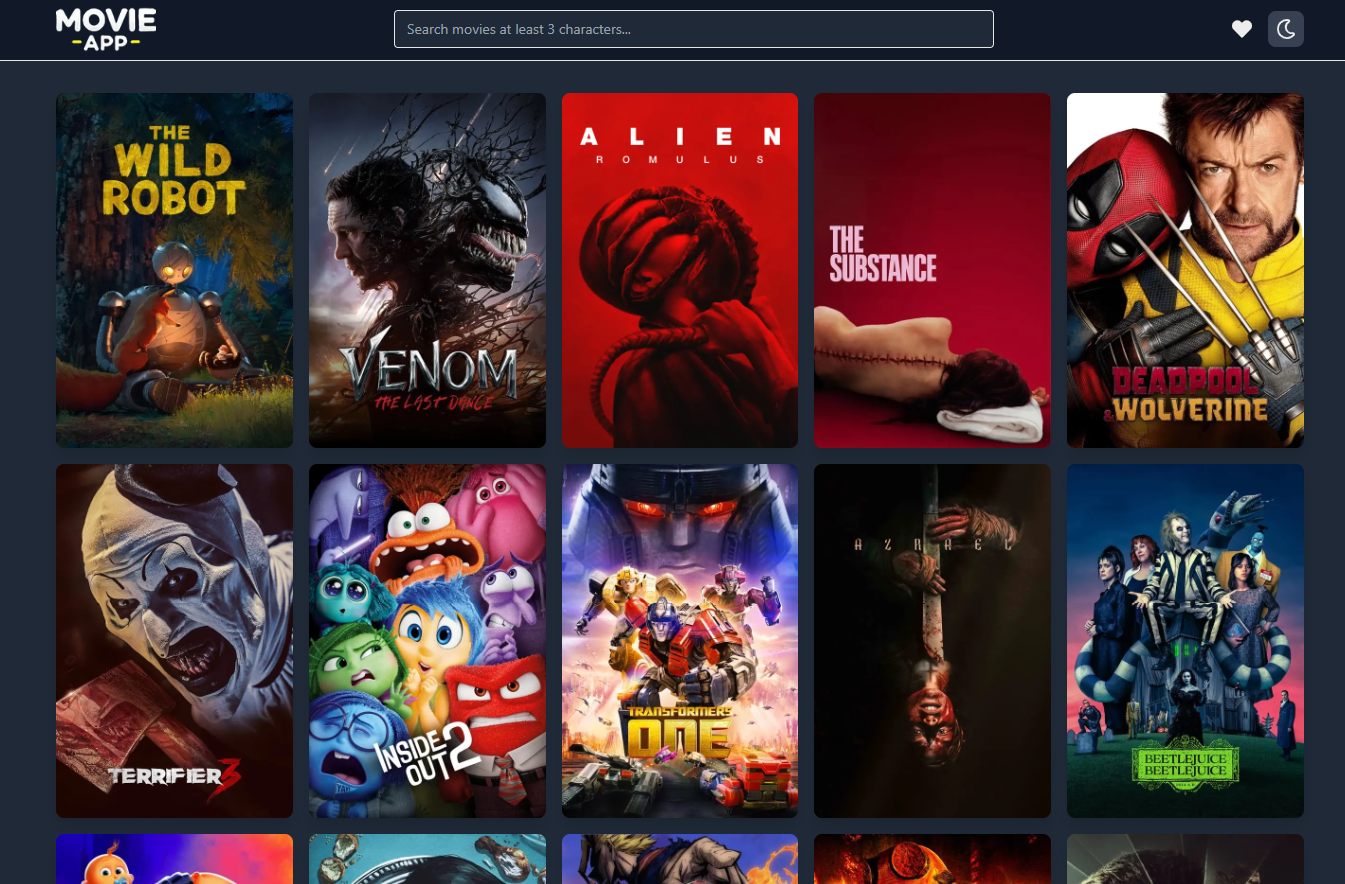 MOVIE
APP
Search movies at least 3 characters...
THE
WILD
ROBOT
VENOM
THE LAST DANCE
ALIEN
ROMULUS
THE
SUBSTANCE
DEADPOOL
& WOLVERINE
TERRIFIER 3
INSIDE
OUT 2
TRANSFORMERS
ONE
AZRAEL
BEETLEJUICE
BEETLEJUICE